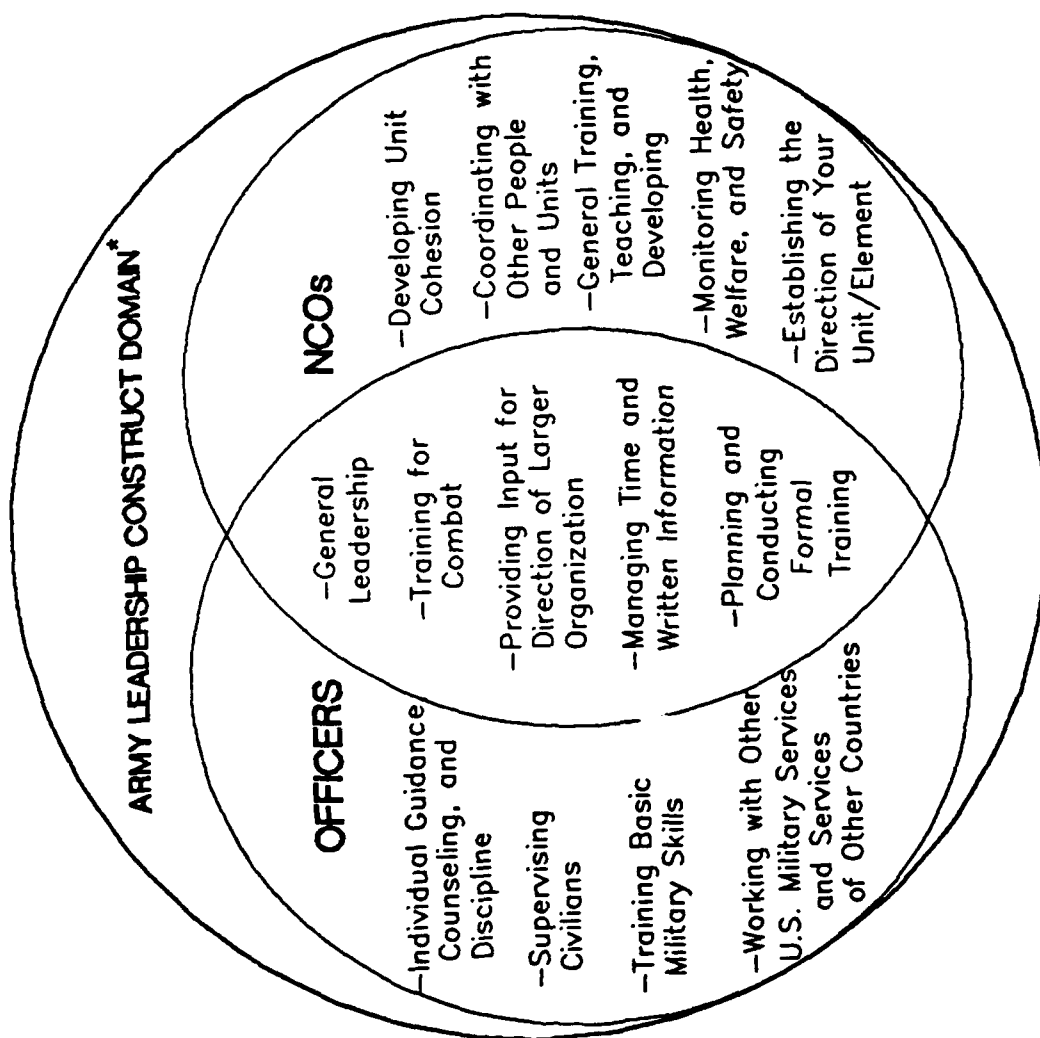 ARMY LEADERSHIP CONSTRUCT DOMAIN*
OFFICERS
-Individual Guidance
Counseling, and
Discipline
-Supervising
Civilians
-Training Basic
Military Skills
-Working with Other
U.S. Military Services
and Services
of Other Countries
-General
Leadership
-Training for
Combat
-Providing Input for
Direction of Larger
Organization
-Managing Time and
Written Information
-Planning and
Conducting
Formal
Training
NCOs
-Developing Unit
Cohesion
-Coordinating with
Other People
and Units
-General Training,
Teaching, and
Developing
-Monitoring Health,
Welfare, and Safety
-Establishing the
Direction of Your
Unit/Element